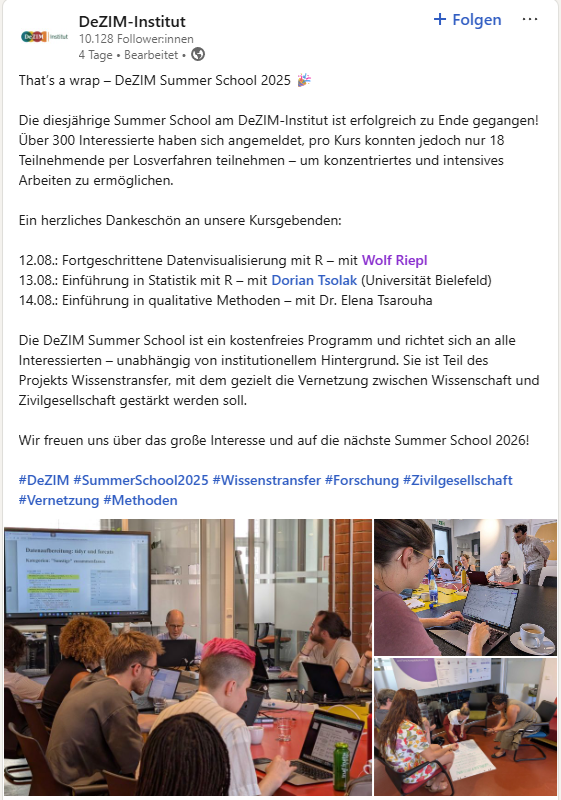 DeZIM Institut
DeZIM-Institut
+ Folgen ...
10.128 Follower:innen
4 Tage • Bearbeitet •
That’s a wrap – DeZIM Summer School 2025 🎉
Die diesjährige Summer School am DeZIM-Institut ist erfolgreich zu Ende gegangen!
Über 300 Interessierte haben sich angemeldet, pro Kurs konnten jedoch nur 18
Teilnehmende per Losverfahren teilnehmen – um konzentriertes und intensives
Arbeiten zu ermöglichen.
Ein herzliches Dankeschön an unsere Kursgebenden:
12.08.: Fortgeschrittene Datenvisualisierung mit R – mit Wolf Riepl
13.08.: Einführung in Statistik mit R – mit Dorian Tsolak (Universität Bielefeld)
14.08.: Einführung in qualitative Methoden – mit Dr. Elena Tsarouha
Die DeZIM Summer School ist ein kostenfreies Programm und richtet sich an alle
Interessierten – unabhängig von institutionellem Hintergrund. Sie ist Teil des
Projekts Wissenstransfer, mit dem gezielt die Vernetzung zwischen Wissenschaft und
Zivilgesellschaft gestärkt werden soll.
Wir freuen uns über das große Interesse und auf die nächste Summer School 2026!
#DeZIM #SummerSchool2025 #Wissenstransfer #Forschung #Zivilgesellschaft
#Vernetzung #Methoden
Datenaufbereitung: tidyr und forcats
Kategorien: "Sonstige" zusammenfassen